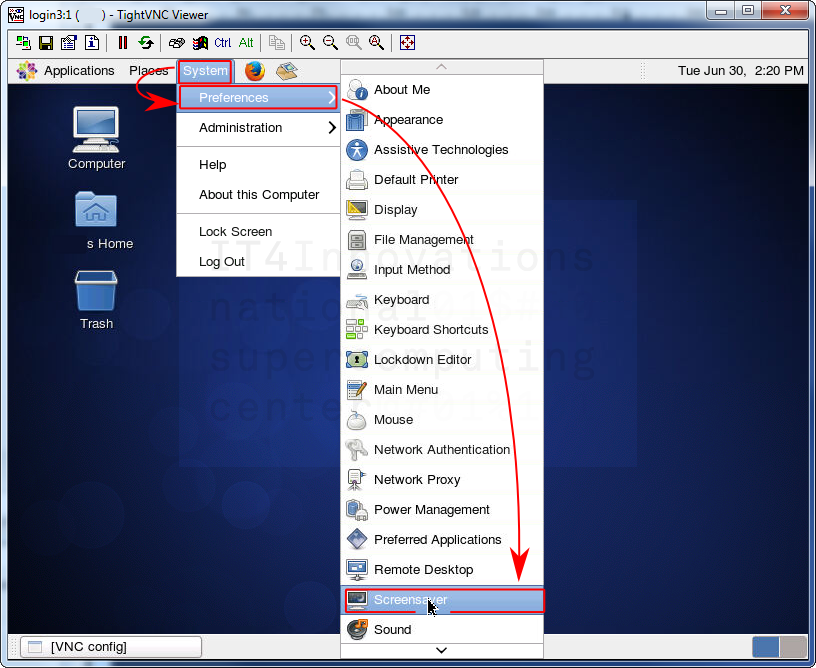 login3:1 ( ) - TightVNC Viewer
Ctrl Alt
Applications Places System Tue Jun 30, 2:20 PM
Preferences
Administration
Help
About this Computer
Lock Screen
Log Out
About Me
Appearance
Assistive Technologies
Default Printer
Display
File Management
Input Method
Keyboard
Keyboard Shortcuts
Lockdown Editor
Main Menu
Mouse
Network Authentication
Network Proxy
Power Management
Preferred Applications
Remote Desktop
Screensaver
Sound
Computer
s Home
Trash
IT4Innovations
national
supercomputing
center
[VNC config]